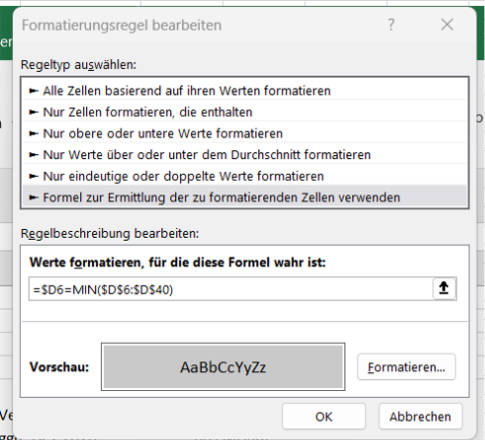 Formatierungsregel bearbeiten ? ×
Regeltyp auswählen:
► Alle Zellen basierend auf ihren Werten formatieren
► Nur Zellen formatieren, die enthalten
► Nur obere oder untere Werte formatieren
► Nur Werte über oder unter dem Durchschnitt formatieren
► Nur eindeutige oder doppelte Werte formatieren
► Formel zur Ermittlung der zu formatierenden Zellen verwenden
Regelbeschreibung bearbeiten:
Werte formatieren, für die diese Formel wahr ist:
=$D6=MIN($D$6:$D$40)
Vorschau: AaBbCcYyZz Formatieren...
OK Abbrechen